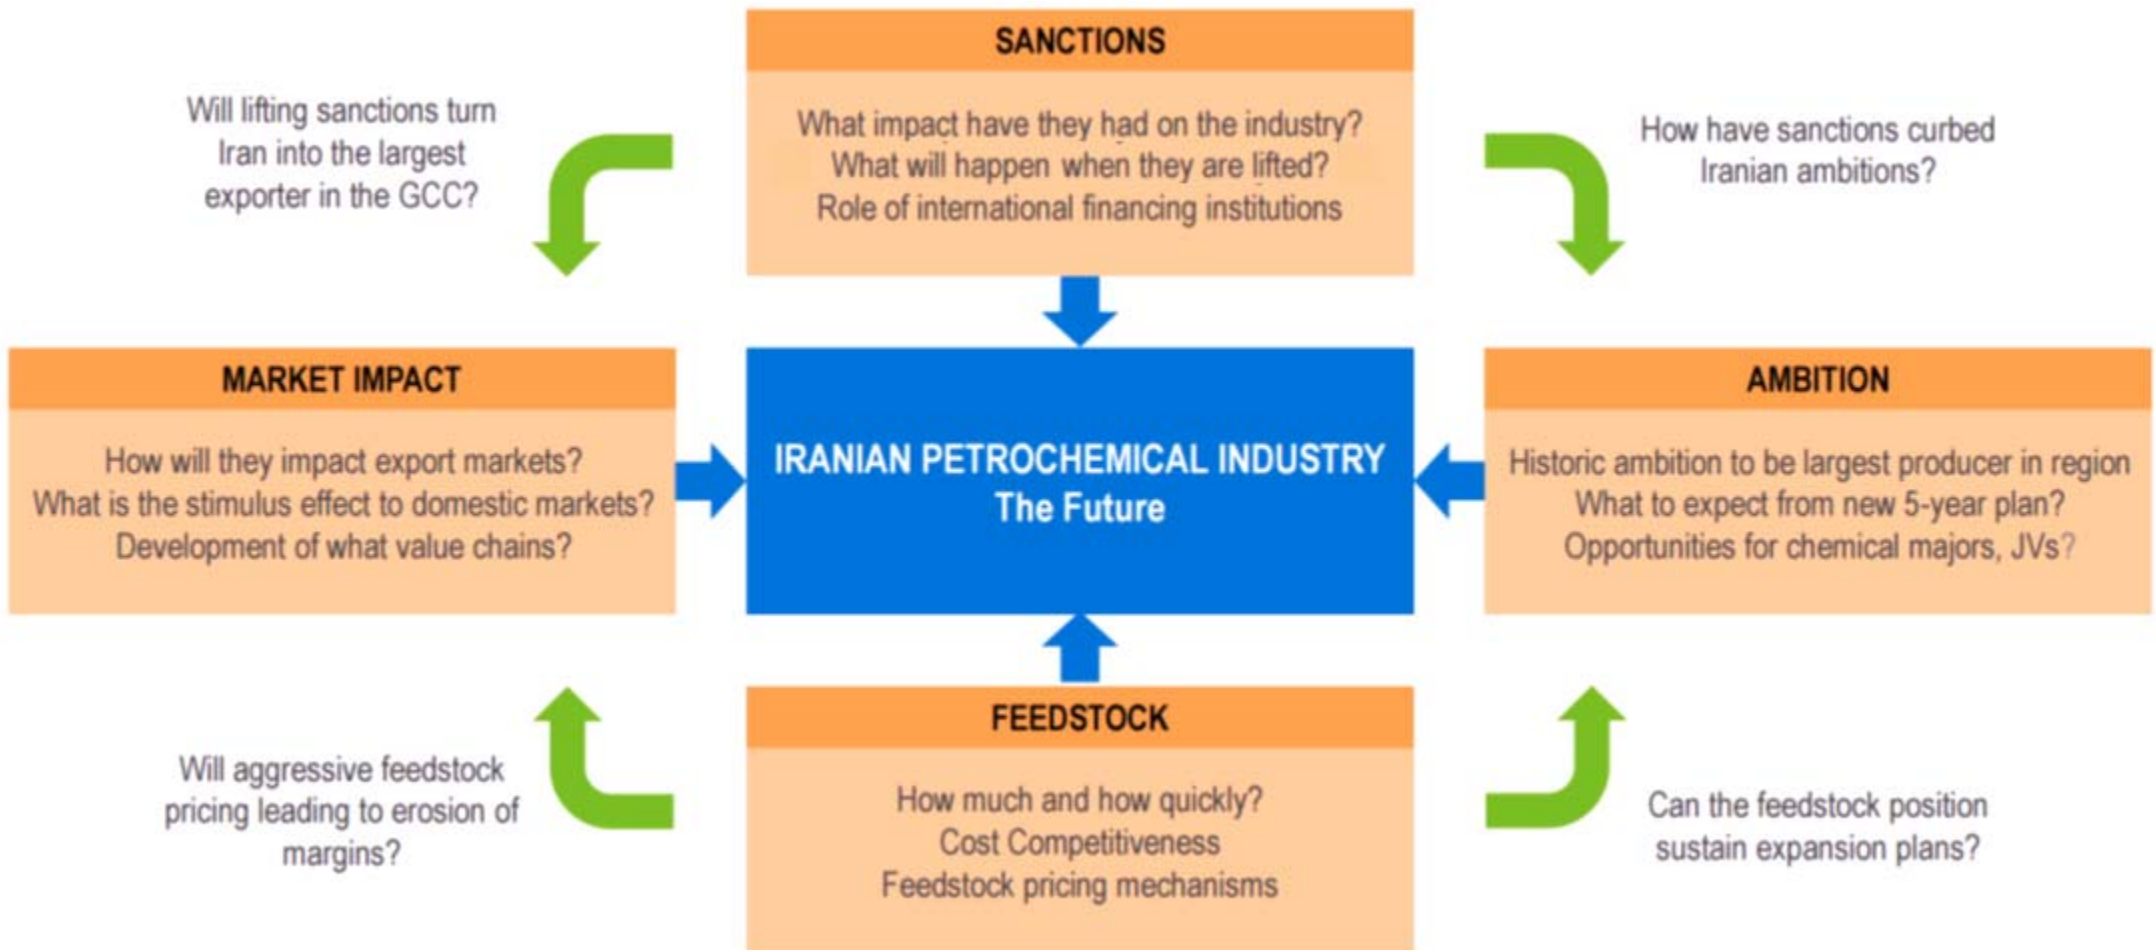 SANCTIONS
What impact have they had on the industry?
What will happen when they are lifted?
Role of international financing institutions
Will lifting sanctions turn
Iran into the largest
exporter in the GCC?
How have sanctions curbed
Iranian ambitions?
MARKET IMPACT
How will they impact export markets?
What is the stimulus effect to domestic markets?
Development of what value chains?
IRANIAN PETROCHEMICAL INDUSTRY
The Future
AMBITION
Historic ambition to be largest producer in region
What to expect from new 5-year plan?
Opportunities for chemical majors, JVs?
Will aggressive feedstock
pricing leading to erosion of
margins?
FEEDSTOCK
How much and how quickly?
Cost Competitiveness
Feedstock pricing mechanisms
Can the feedstock position
sustain expansion plans?